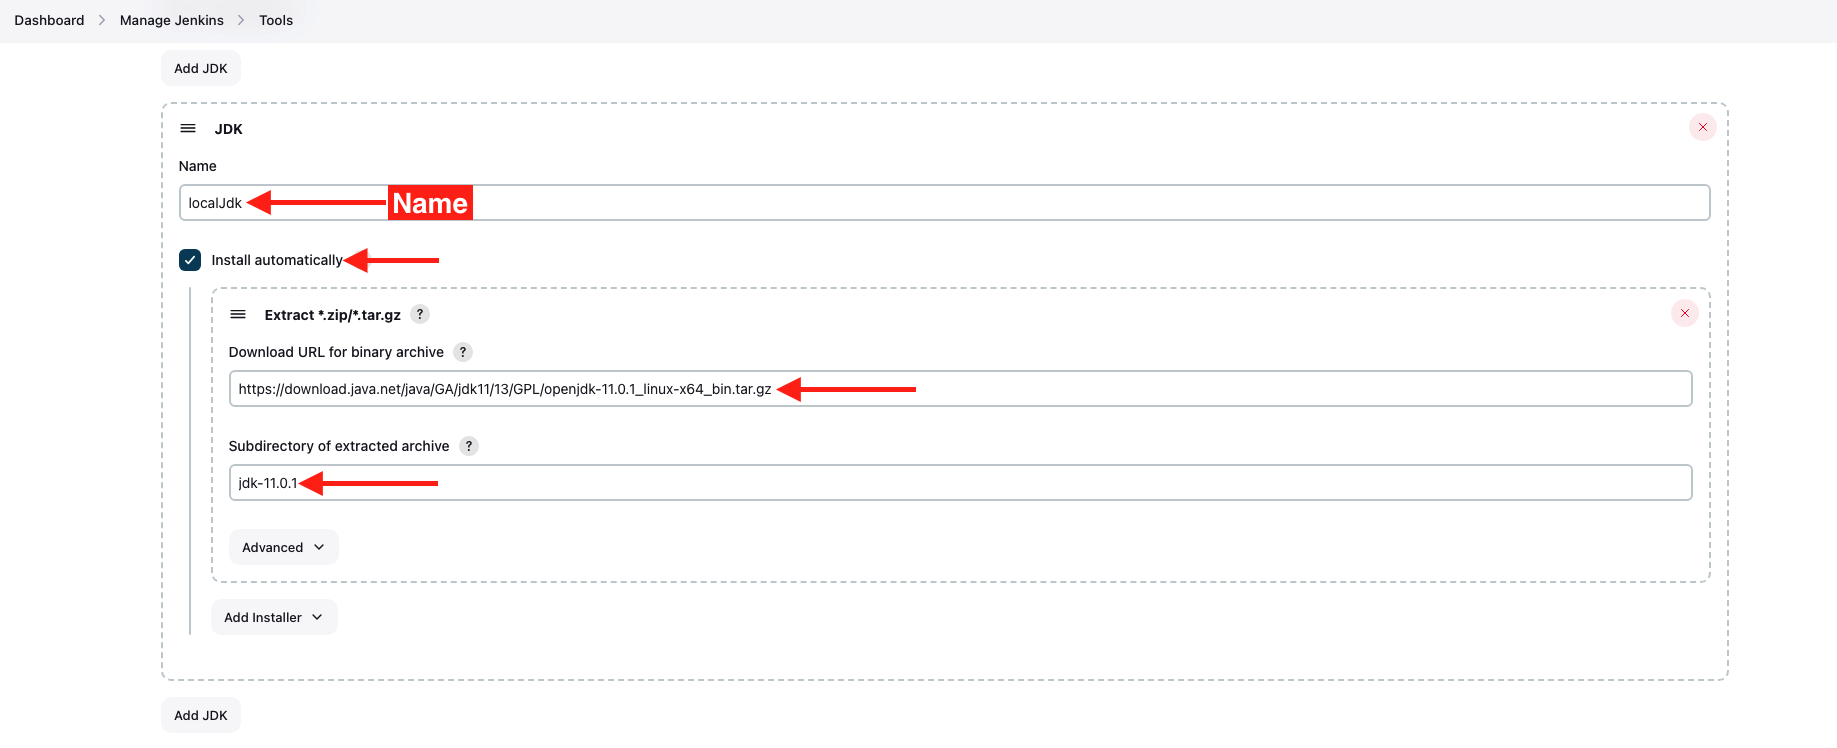 Dashboard > Manage Jenkins > Tools
Add JDK
JDK
Name
localJdk Name
Install automatically
Extract *.zip/*.tar.gz ?
Download URL for binary archive ?
https://download.java.net/java/GA/jdk11/13/GPL/openjdk-11.0.1_linux-x64_bin.tar.gz
Subdirectory of extracted archive ?
jdk-11.0.1
Advanced
Add Installer
Add JDK